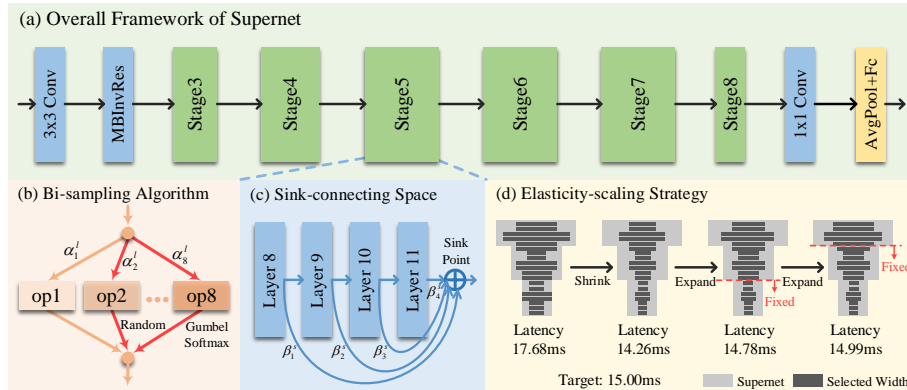 (a) Overall Framework of Supernet
3x3 Conv
MBInvRes
Stage3
Stage4
Stage5
Stage6
Stage7
Stage8
1x1 Conv
AvgPool+Fc
(b) Bi-sampling Algorithm
α₁ˡ
α₂ˡ
α₈ˡ
op1
op2
op8
Random
Gumbel
Softmax
(c) Sink-connecting Space
Layer 8
Layer 9
Layer 10
Layer 11
Sink
Point
β₁ˢ
β₂ˢ
β₃ˢ
β₄ˢ
(d) Elasticity-scaling Strategy
Shrink
Expand
Fixed
Expand
Fixed
Latency
17.68ms
Latency
14.26ms
Latency
14.78ms
Latency
14.99ms
Target: 15.00ms
Supernet
Selected Width